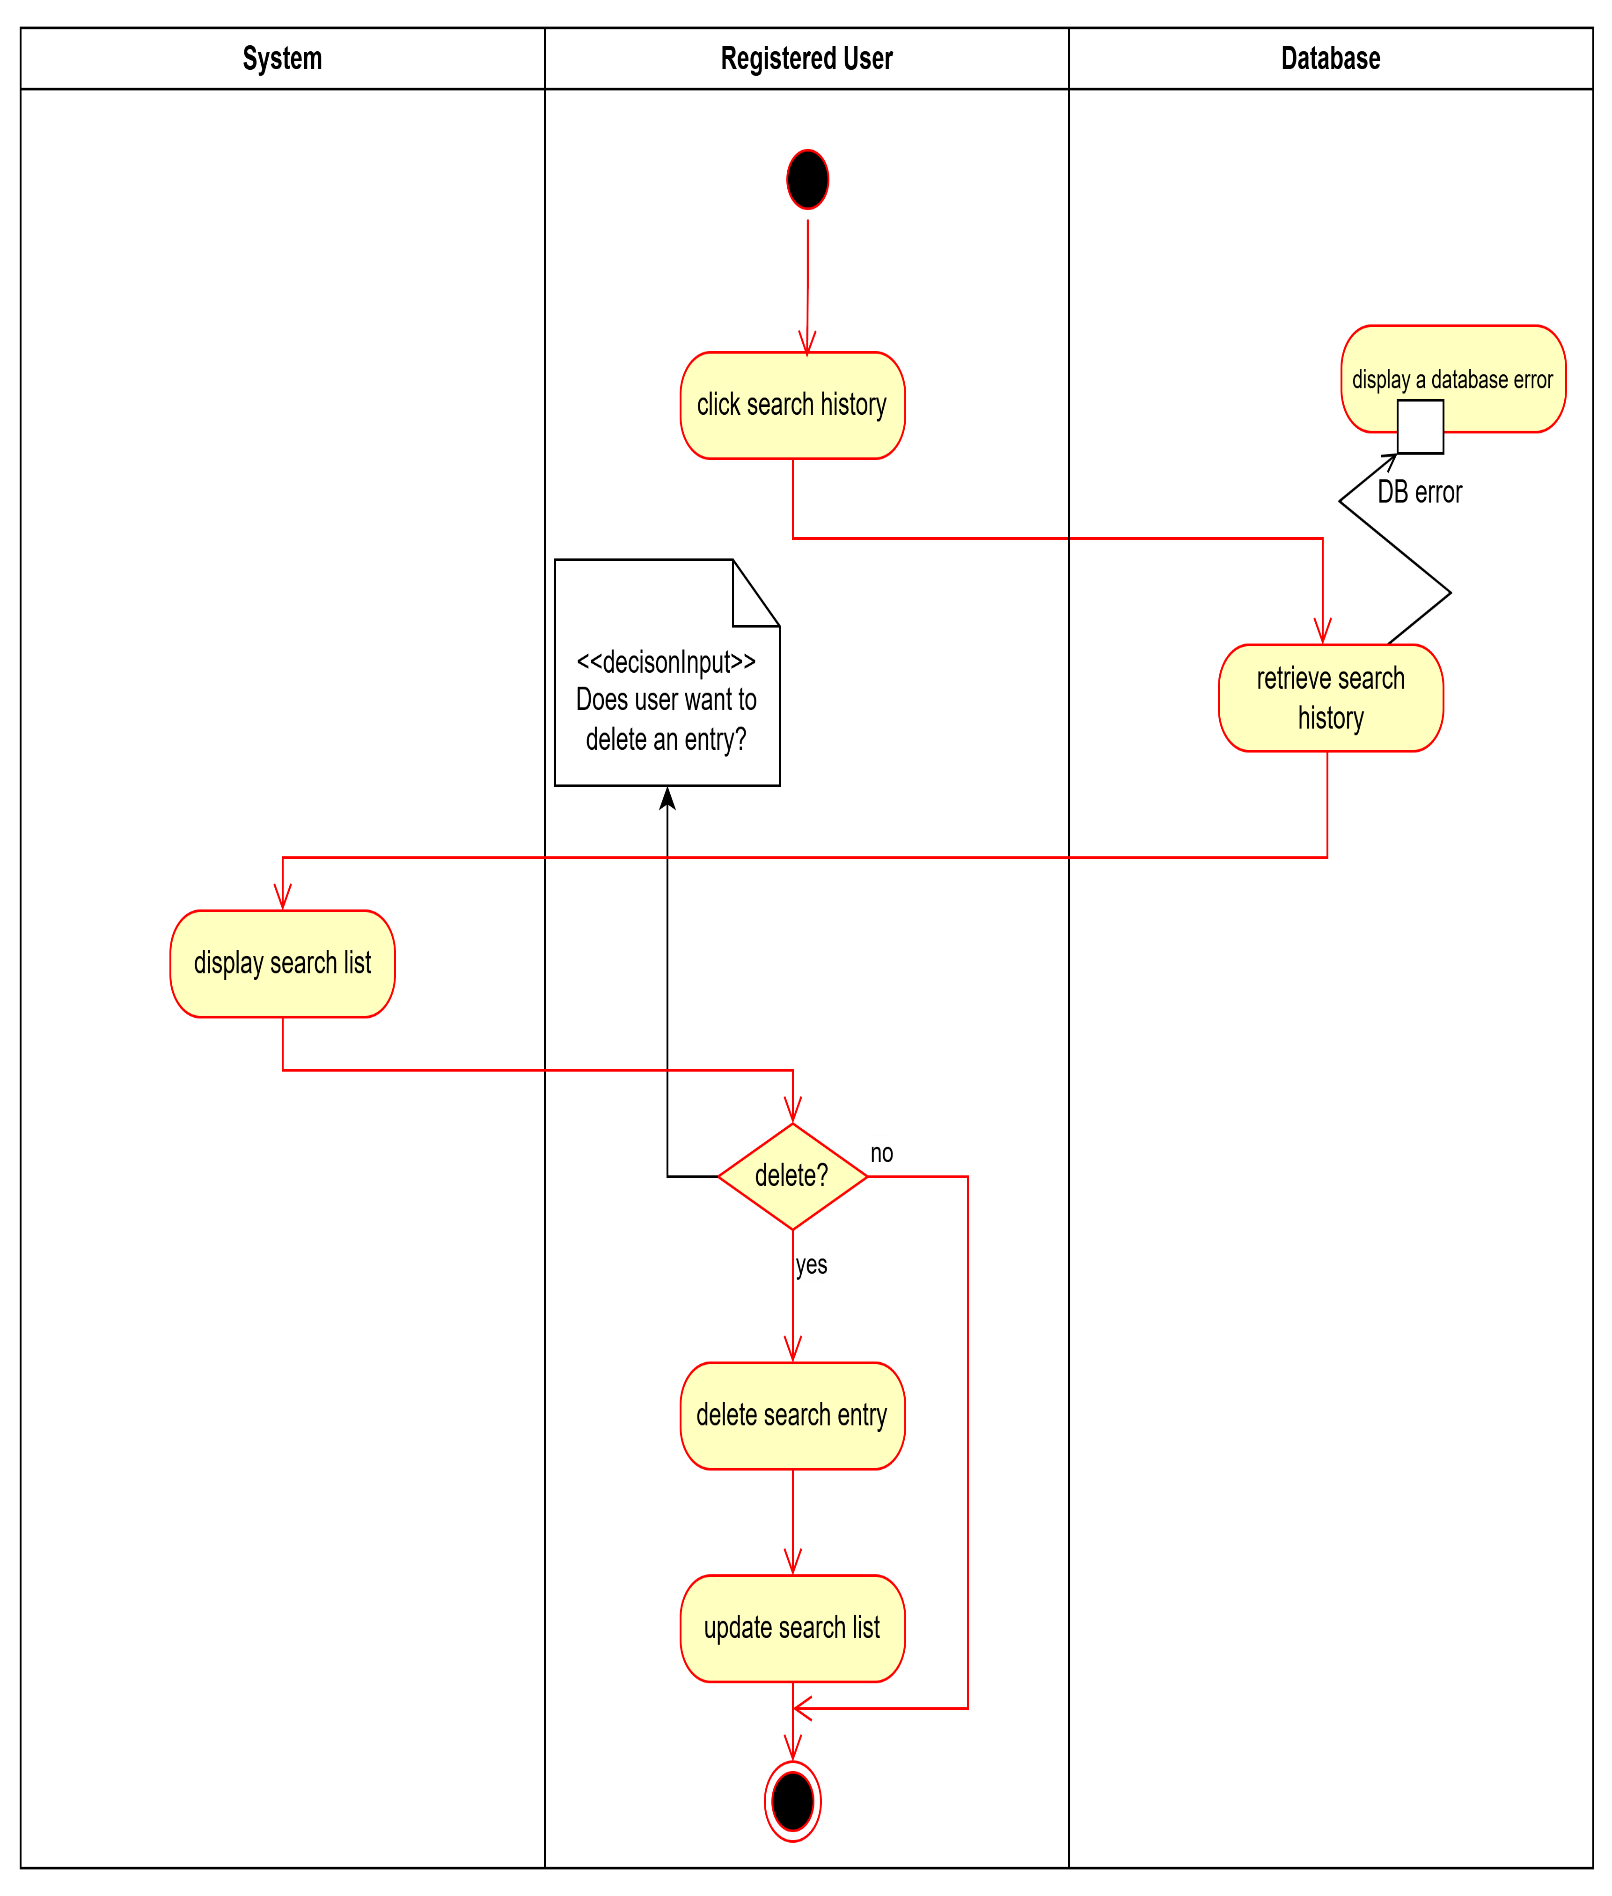 System
Registered User
Database
click search history
display a database error
DB error
<<decisonInput>>
Does user want to
delete an entry?
retrieve search
history
display search list
delete?
no
yes
delete search entry
update search list